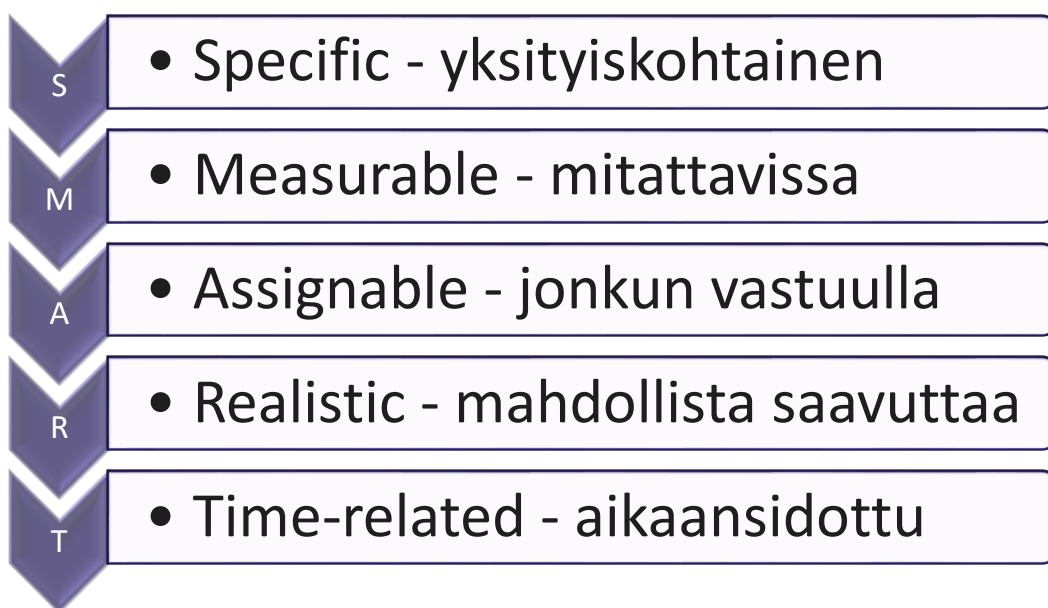 S
• Specific - yksityiskohtainen
M
• Measurable - mitattavissa
A
• Assignable - jonkun vastuulla
R
• Realistic - mahdollista saavuttaa
T
• Time-related - aikaansidottu